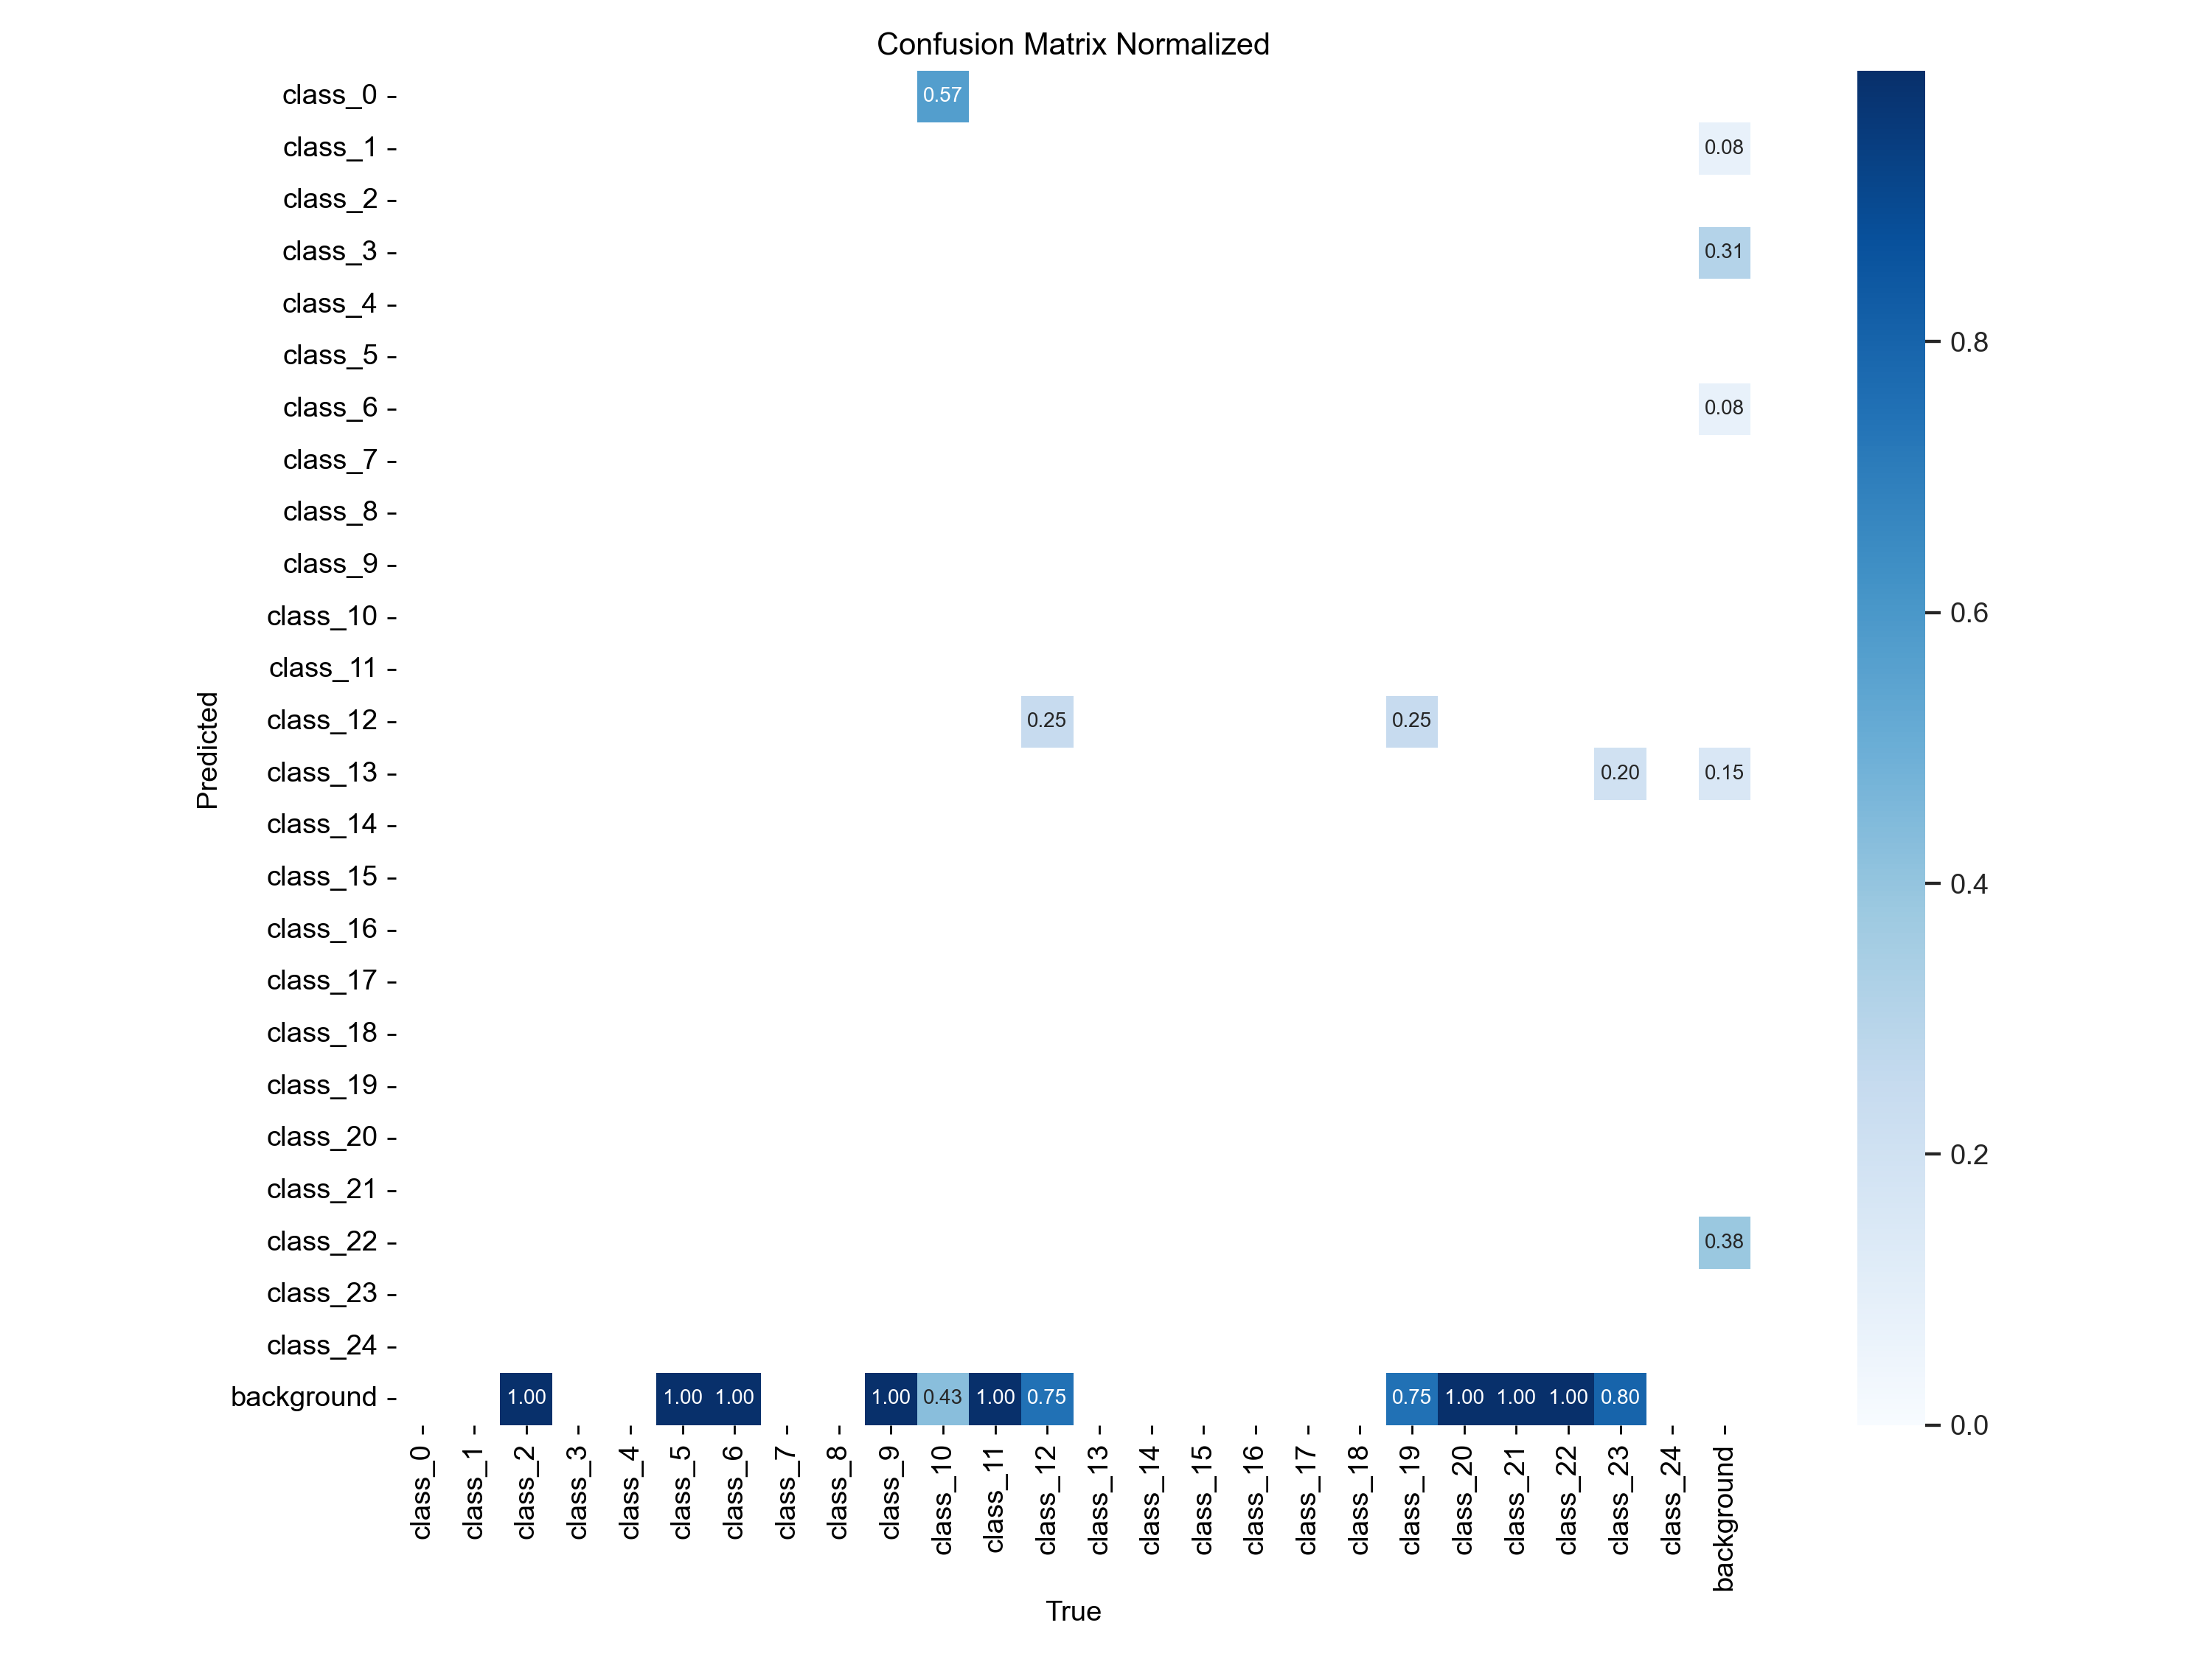 Confusion Matrix Normalized
class_0 0.57
class_1 0.08
class_2
class_3 0.31
class_4
class_5
class_6 0.08
class_7
class_8
class_9
class_10
class_11
class_12 0.25 0.25
class_13 0.20 0.15
class_14
class_15
class_16
class_17
class_18
class_19
class_20
class_21
class_22 0.38
class_23
class_24
background 1.00 1.00 1.00 1.00 0.43 1.00 0.75 0.75 1.00 1.00 1.00 0.80
Predicted
class_0 class_1 class_2 class_3 class_4 class_5 class_6 class_7 class_8 class_9 class_10 class_11 class_12 class_13 class_14 class_15 class_16 class_17 class_18 class_19 class_20 class_21 class_22 class_23 class_24 background
True
0.8
0.6
0.4
0.2
0.0